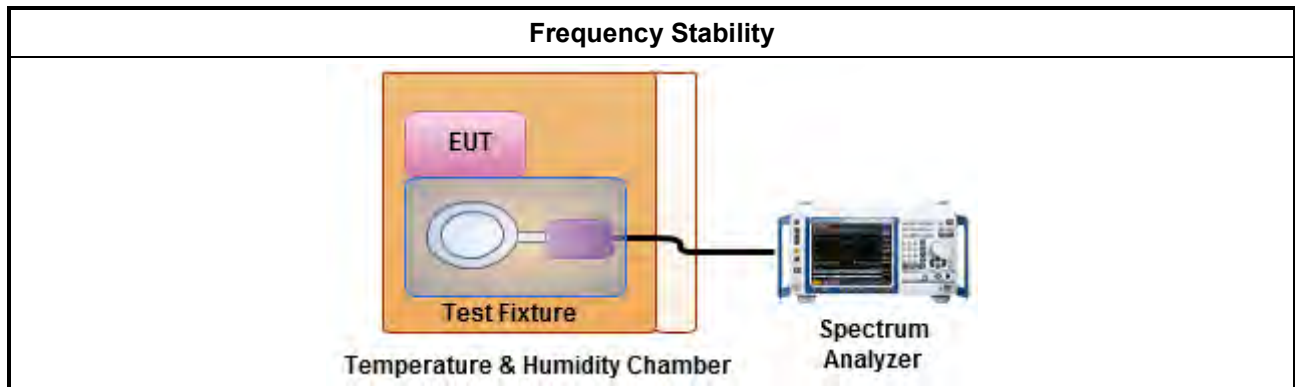 Frequency Stability
EUT
Test Fixture
Temperature & Humidity Chamber
Spectrum
Analyzer